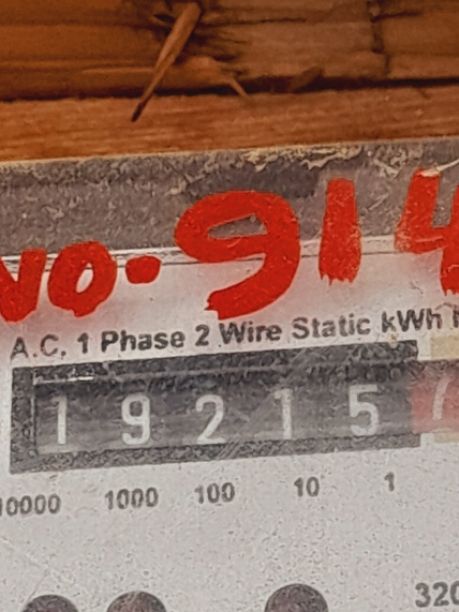 No. 914
A.C. 1 Phase 2 Wire Static kWh
1 9 2 1 5
10000 1000 100 10 1
320